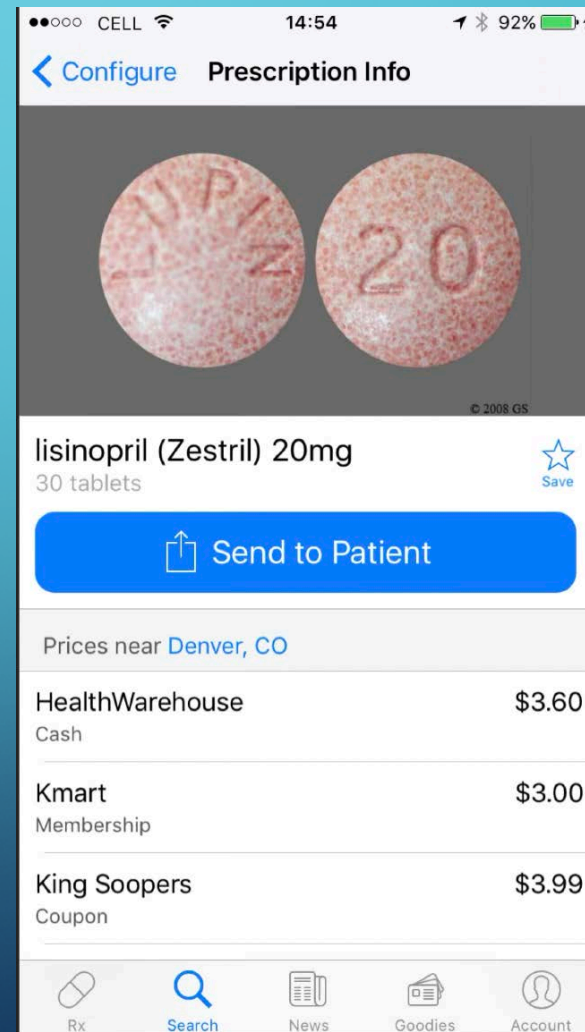 CELL 14:54 92%
Configure Prescription Info
LUPIN 20
© 2008 GS
lisinopril (Zestril) 20mg
30 tablets
Save
Send to Patient
Prices near Denver, CO
HealthWarehouse $3.60
Cash
Kmart $3.00
Membership
King Soopers $3.99
Coupon
Rx Search News Goodies Account